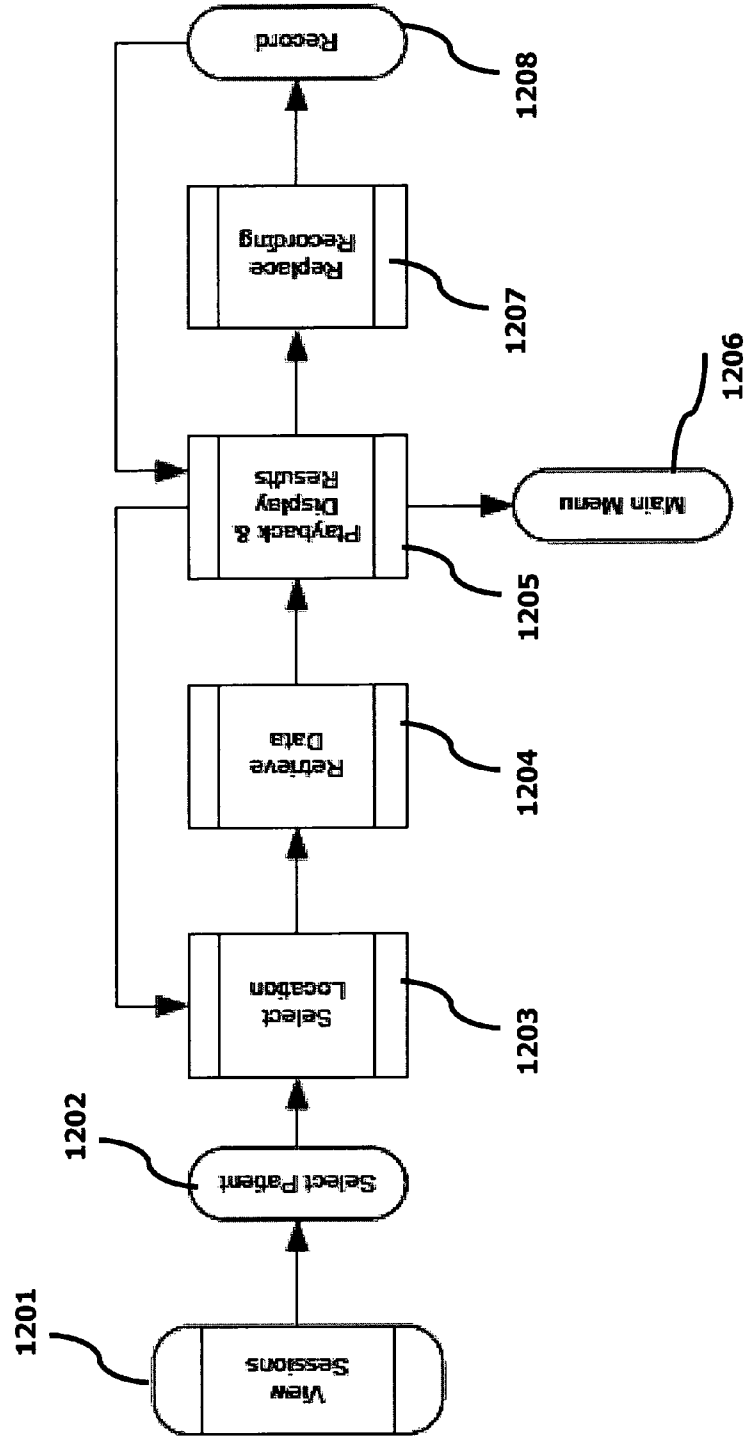 1201
View
Sessions
1202
Select Patient
1203
Select
Location
1204
Retrieve
Data
1205
Playback &
Display
Results
1206
Main Menu
1207
Replace
Recording
1208
Record